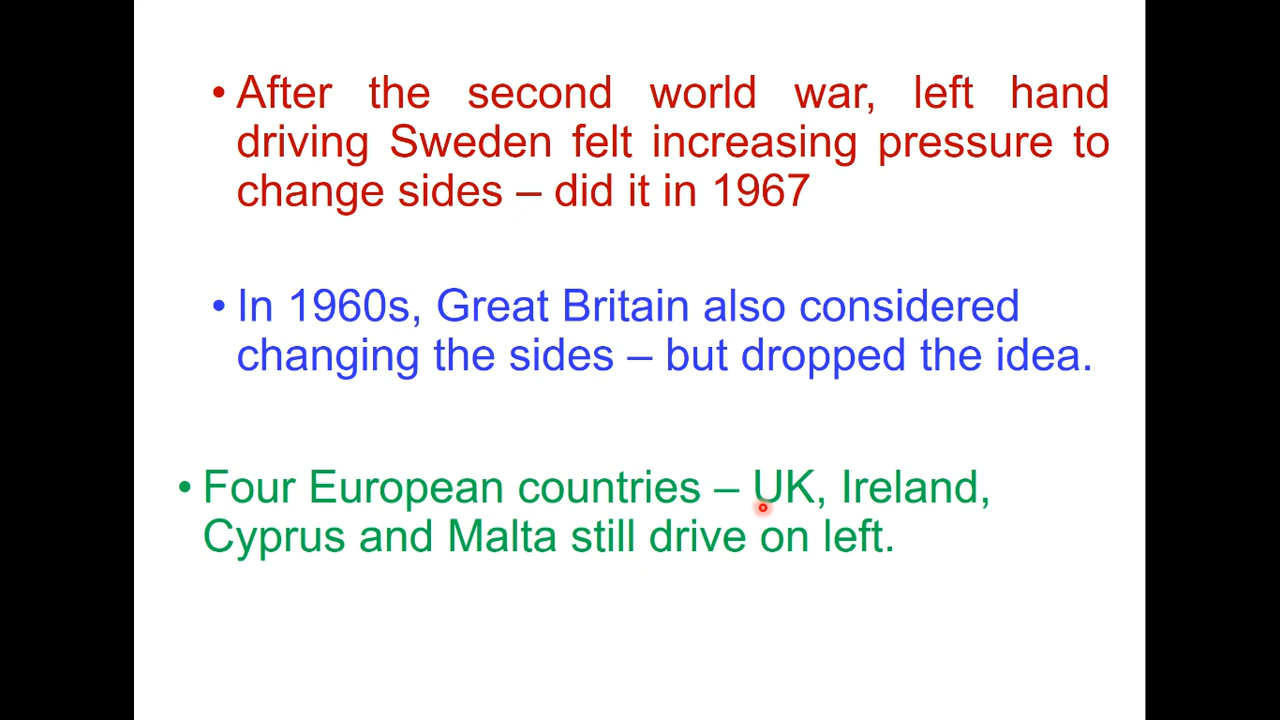 • After the second world war, left hand
driving Sweden felt increasing pressure to
change sides – did it in 1967
• In 1960s, Great Britain also considered
changing the sides – but dropped the idea.
• Four European countries – UK, Ireland,
Cyprus and Malta still drive on left.